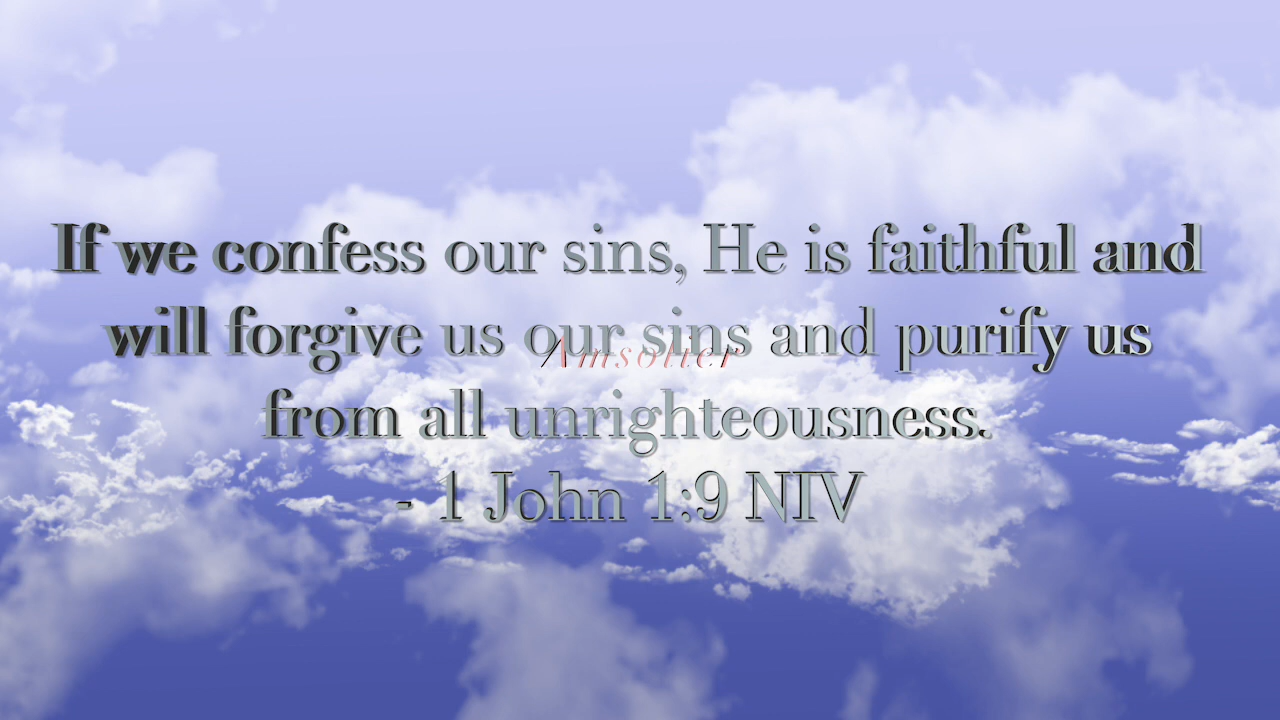 If we confess our sins, He is faithful and
will forgive us our sins and purify us
Amsotter
from all unrighteousness.
- 1 John 1:9 NIV